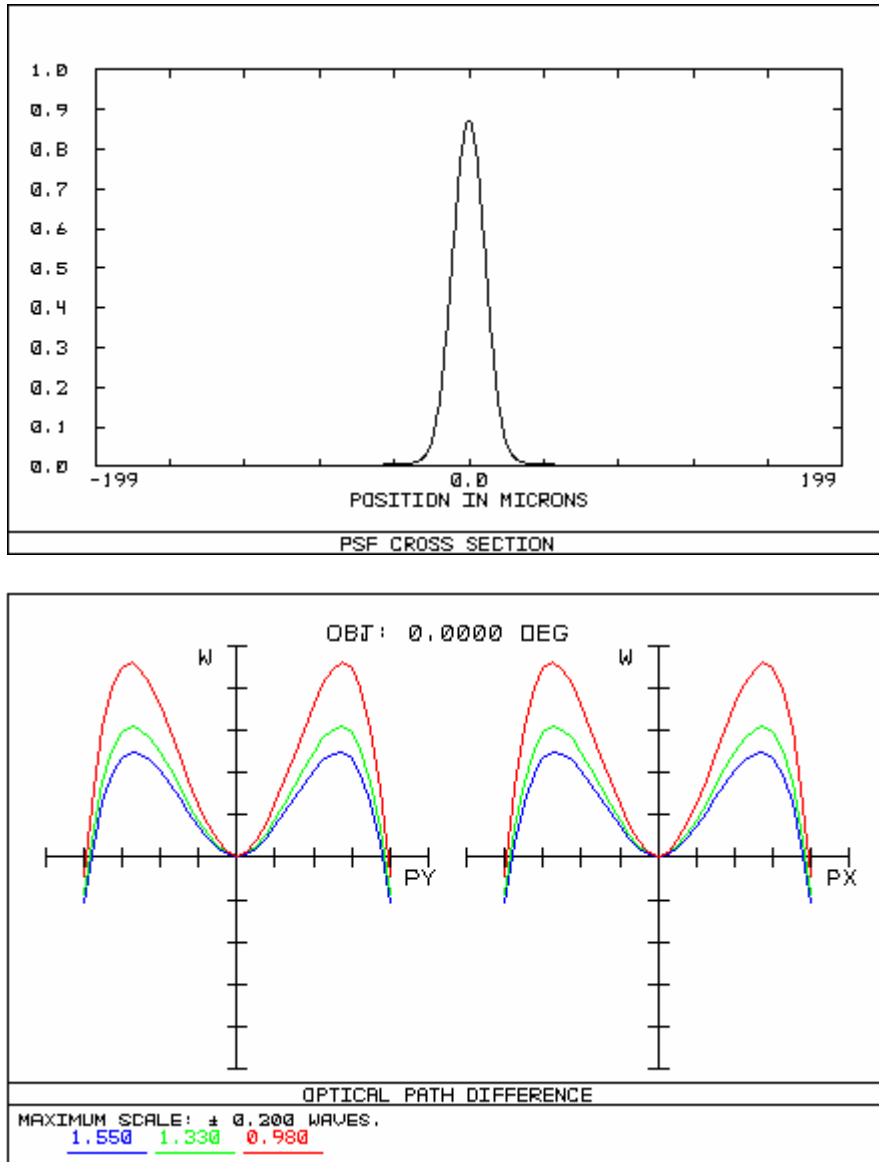 1.0
0.9
0.8
0.7
0.6
0.5
0.4
0.3
0.2
0.1
0.0
-199 0.0 199
POSITION IN MICRONS
PSF CROSS SECTION
OBJ: 0.0000 DEG
W W
PY PX
OPTICAL PATH DIFFERENCE
MAXIMUM SCALE: ± 0.200 WAVES.
1.550 1.330 0.980